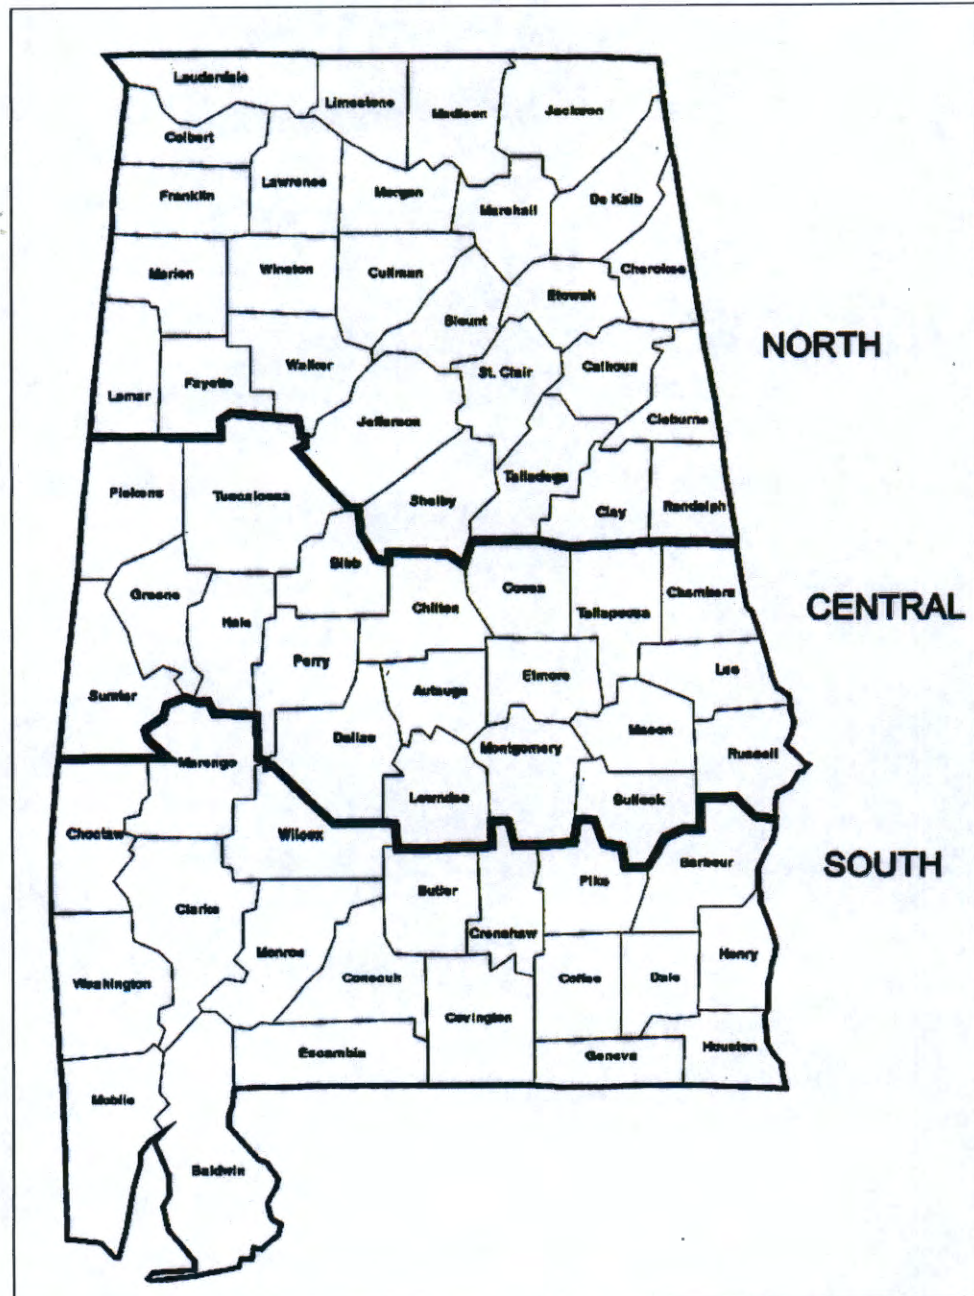 Lauderdale
Limestone
Madison
Jackson
Colbert
Franklin
Lawrence
Morgan
Marshall
De Kalb
Marion
Winston
Cullman
Cherokee
Etowah
Blount
NORTH
Lamar
Fayette
Walker
St. Clair
Calhoun
Jefferson
Cleburne
Pickens
Tuscaloosa
Shelby
Talladega
Clay
Randolph
Bibb
Greene
Hale
Chilton
Coosa
Tallapoosa
Chambers
CENTRAL
Perry
Elmore
Lee
Sumter
Autauga
Dallas
Macon
Montgomery
Russell
Marengo
Lowndes
Bullock
Choctaw
Wilcox
SOUTH
Barbour
Butler
Pike
Clarke
Crenshaw
Monroe
Henry
Washington
Conecuh
Coffee
Dale
Covington
Escambia
Geneva
Houston
Mobile
Baldwin